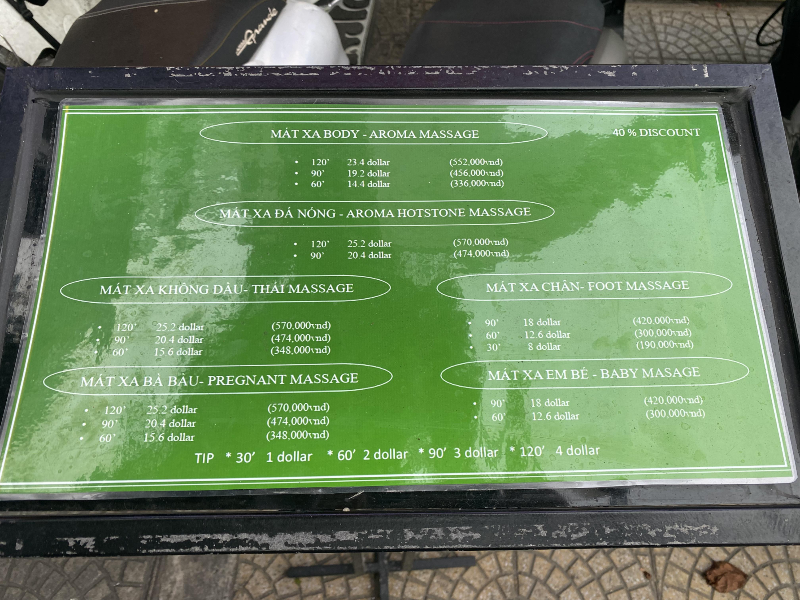 Grande
MÁT XA BODY - AROMA MASSAGE
40 % DISCOUNT
• 120' 23.4 dollar (552,000vnd)
• 90' 19.2 dollar (456,000vnd)
• 60' 14.4 dollar (336,000vnd)
MÁT XA ĐÁ NÓNG - AROMA HOTSTONE MASSAGE
• 120' 25.2 dollar (570,000vnd)
• 90' 20.4 dollar (474,000vnd)
MÁT XA KHÔNG DẦU- THÁI MASSAGE
• 120' 25.2 dollar (570,000vnd)
• 90' 20.4 dollar (474,000vnd)
• 60' 15.6 dollar (348,000vnd)
MÁT XA CHÂN- FOOT MASSAGE
• 90' 18 dollar (420,000vnd)
• 60' 12.6 dollar (300,000vnd)
• 30' 8 dollar (190,000vnd)
MÁT XA BÀ BẦU- PREGNANT MASSAGE
• 120' 25.2 dollar (570,000vnd)
• 90' 20.4 dollar (474,000vnd)
• 60' 15.6 dollar (348,000vnd)
MÁT XA EM BÉ - BABY MASAGE
• 90' 18 dollar (420,000vnd)
• 60' 12.6 dollar (300,000vnd)
TIP * 30' 1 dollar * 60' 2 dollar * 90' 3 dollar * 120' 4 dollar